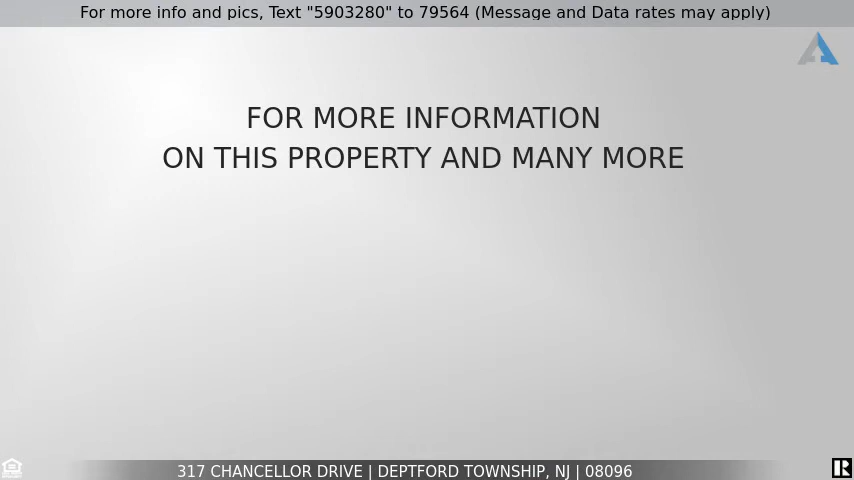 For more info and pics, Text "5903280" to 79564 (Message and Data rates may apply)
FOR MORE INFORMATION
ON THIS PROPERTY AND MANY MORE
317 CHANCELLOR DRIVE | DEPTFORD TOWNSHIP, NJ | 08096